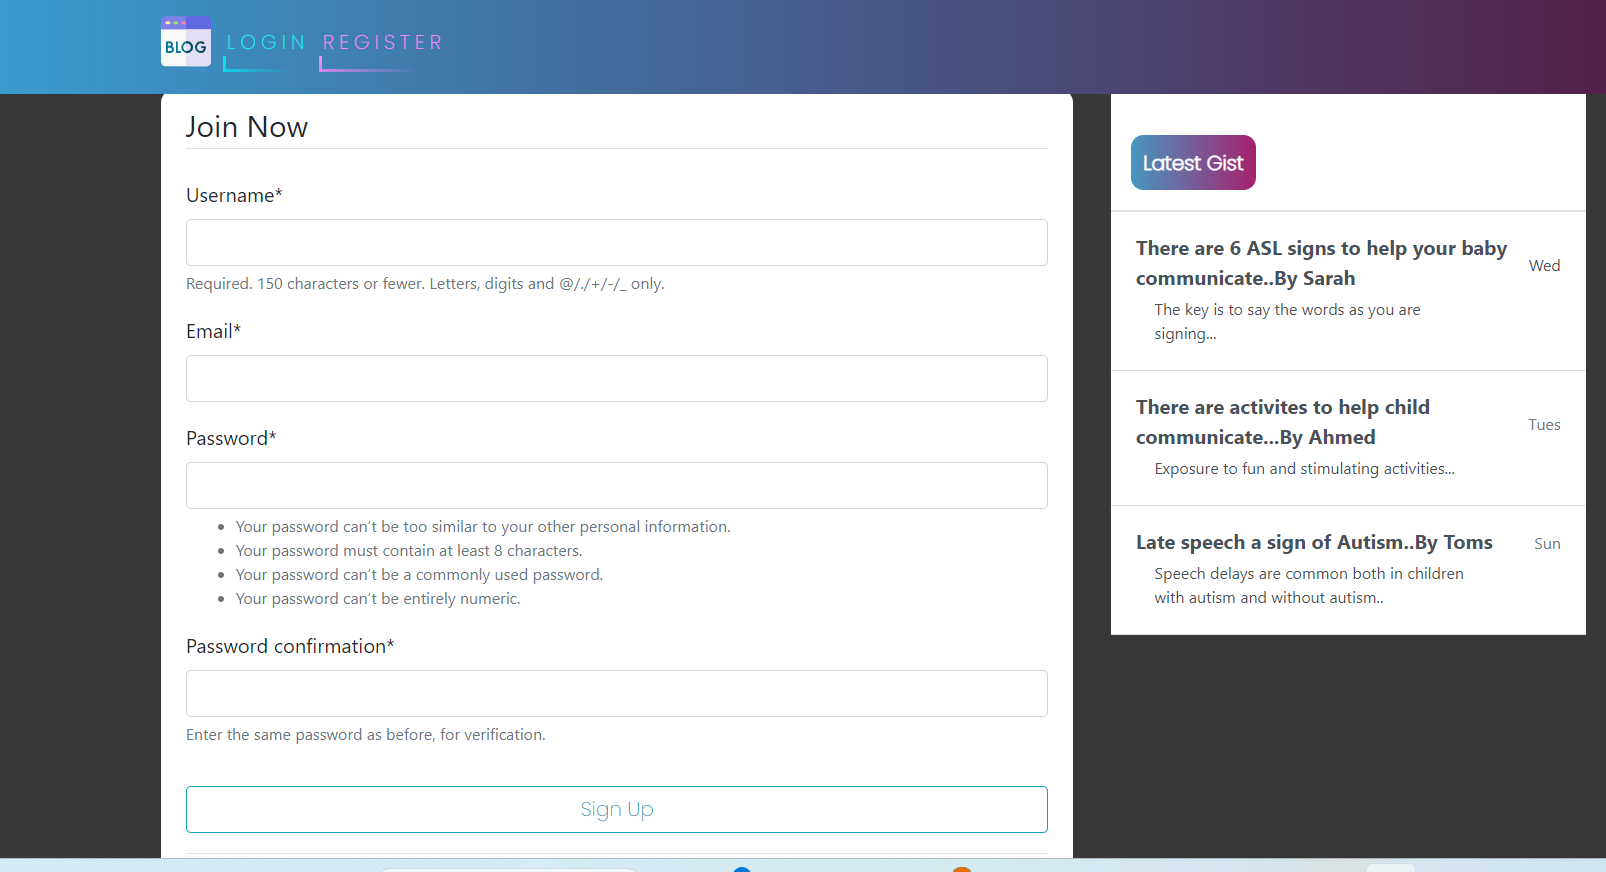 BLOG
LOGIN REGISTER
Join Now
Username*
Required. 150 characters or fewer. Letters, digits and @/./+/-/_ only.
Email*
Password*
Your password can’t be too similar to your other personal information.
Your password must contain at least 8 characters.
Your password can’t be a commonly used password.
Your password can’t be entirely numeric.
Password confirmation*
Enter the same password as before, for verification.
Sign Up
Latest Gist
There are 6 ASL signs to help your baby
communicate..By Sarah
Wed
The key is to say the words as you are
signing...
There are activites to help child
communicate...By Ahmed
Tues
Exposure to fun and stimulating activities...
Late speech a sign of Autism..By Toms
Sun
Speech delays are common both in children
with autism and without autism..